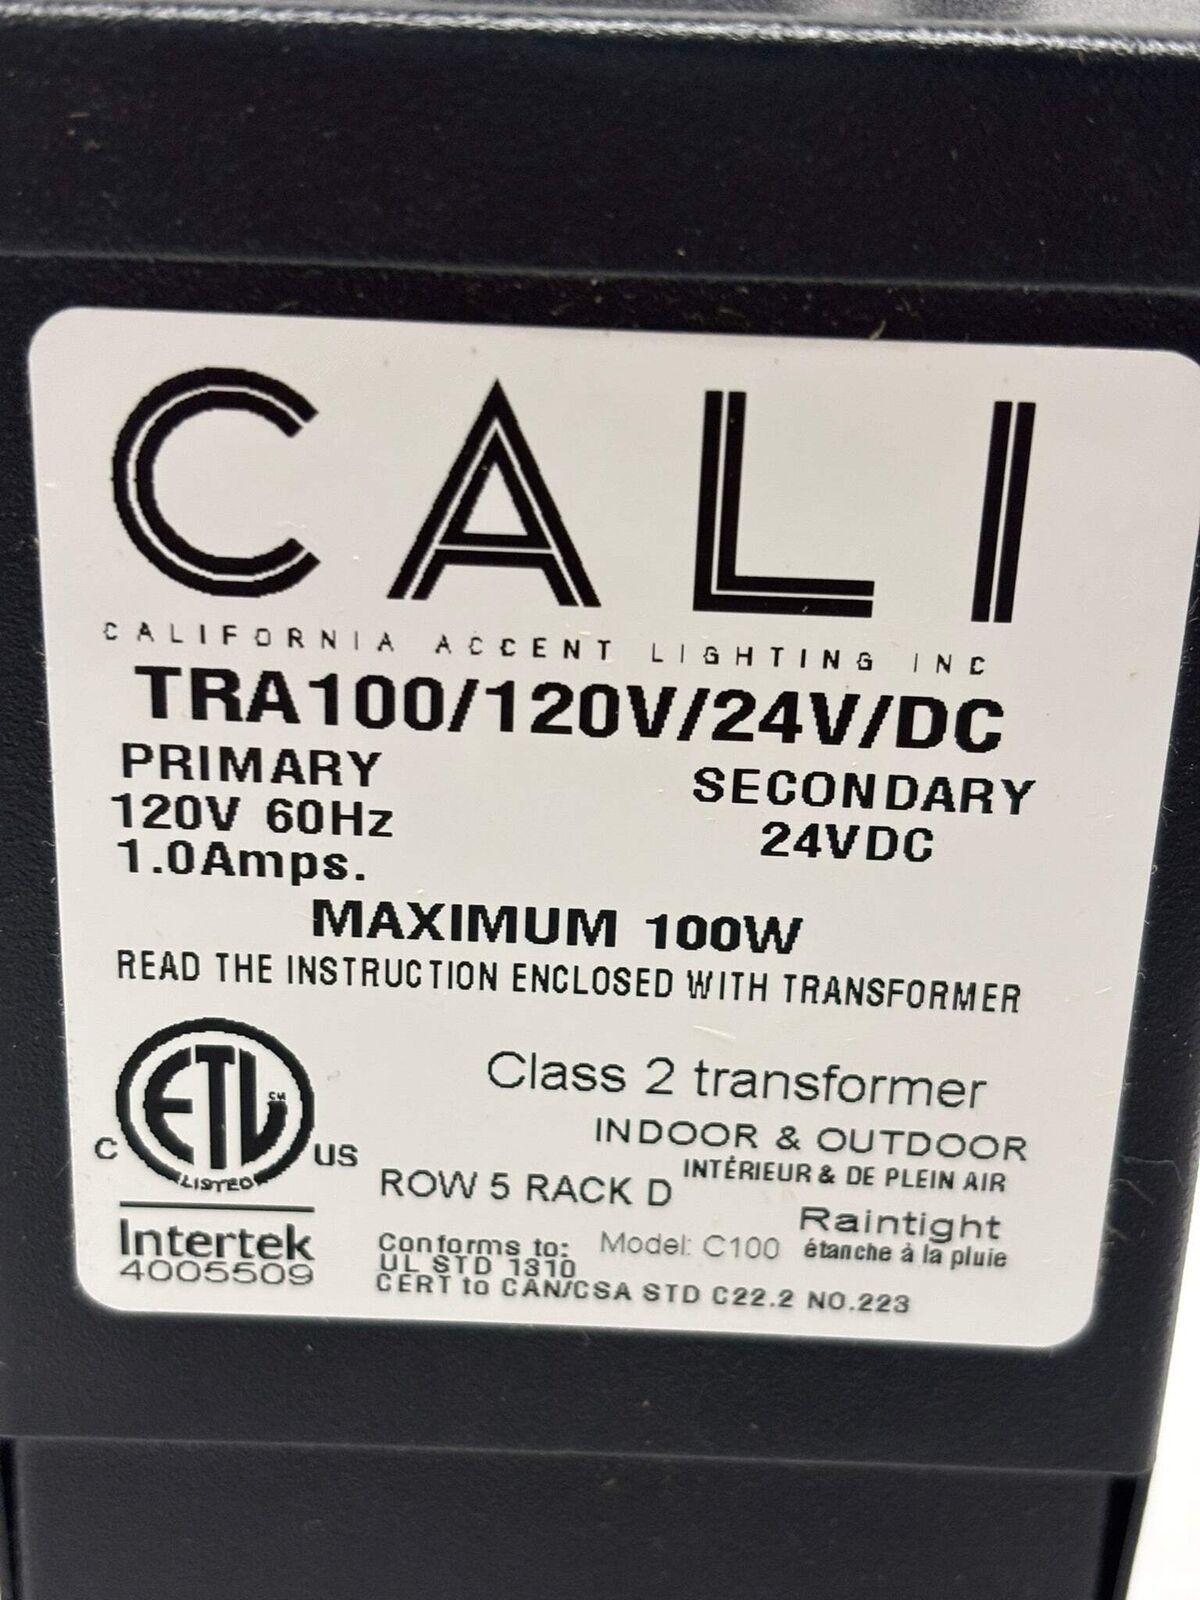 CALI
CALIFORNIA ACCENT LIGHTING INC
TRA100/120V/24V/DC
PRIMARY
120V 60Hz
1.0Amps.
SECONDARY
24VDC
MAXIMUM 100W
READ THE INSTRUCTION ENCLOSED WITH TRANSFORMER
ETL CM
LISTED
C US
Intertek
4005509
Class 2 transformer
INDOOR & OUTDOOR
INTÉRIEUR & DE PLEIN AIR
ROW 5 RACK D
Raintight
étanche à la pluie
Conforms to: Model: C100
UL STD 1310
CERT to CAN/CSA STD C22.2 NO.223